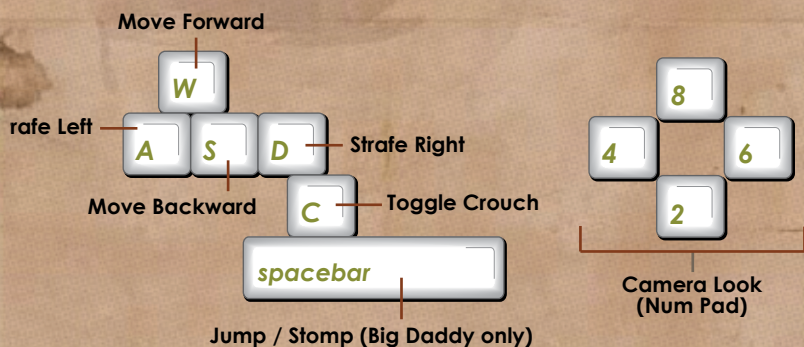 Move Forward
W
8
rafe Left
A
S
D
Strafe Right
4
6
Move Backward
C
Toggle Crouch
2
spacebar
Camera Look
(Num Pad)
Jump / Stomp (Big Daddy only)